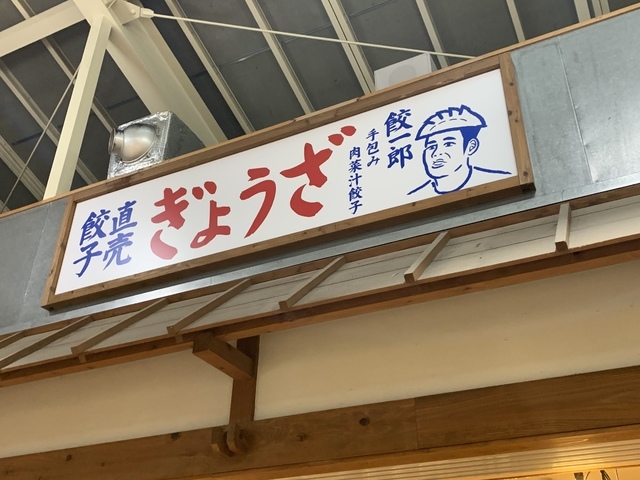 餃子
直売
ぎょうざ
手包み
肉菜汁餃子
餃一郎